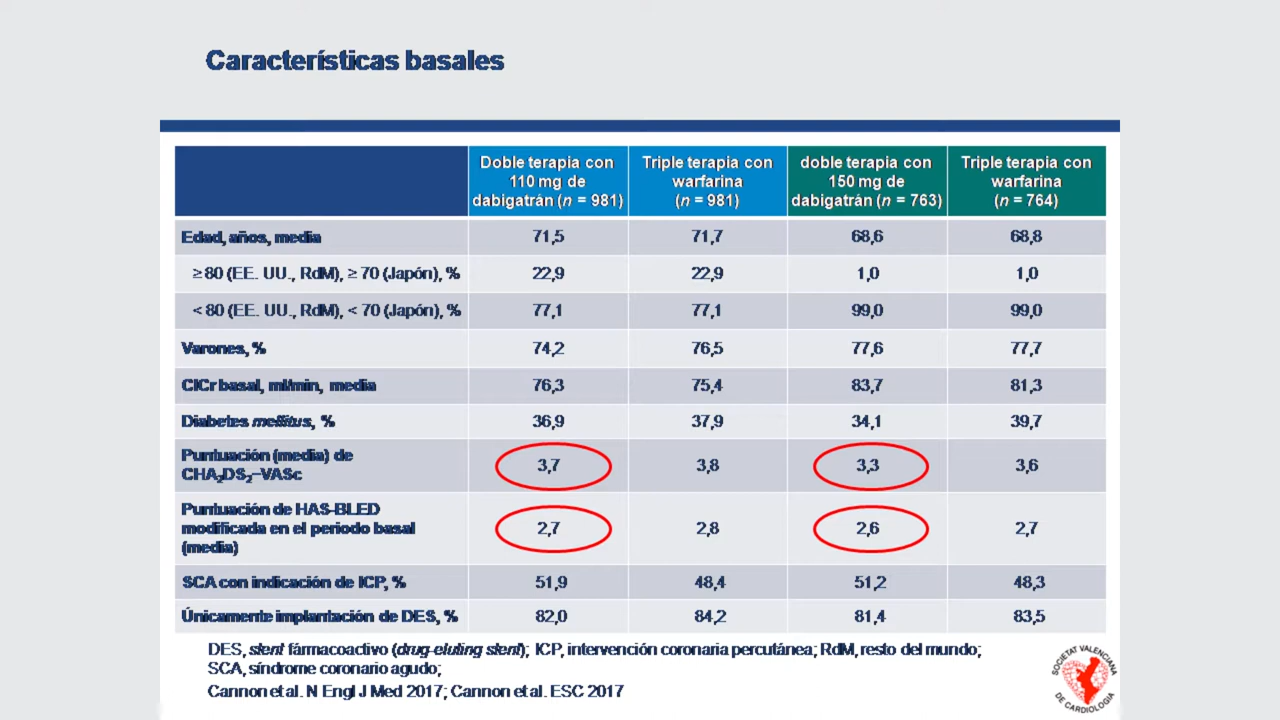 Características basales
Doble terapia con 110 mg de dabigatrán (n = 981)
Triple terapia con warfarina (n = 981)
doble terapia con 150 mg de dabigatrán (n = 763)
Triple terapia con warfarina (n = 764)
Edad, años, media 71,5 71,7 68,6 68,8
≥ 80 (EE. UU., RdM), ≥ 70 (Japón), % 22,9 22,9 1,0 1,0
< 80 (EE. UU., RdM), < 70 (Japón), % 77,1 77,1 99,0 99,0
Varones, % 74,2 76,5 77,6 77,7
ClCr basal, ml/min, media 76,3 75,4 83,7 81,3
Diabetes mellitus, % 36,9 37,9 34,1 39,7
Puntuación (media) de CHA₂DS₂–VASc 3,7 3,8 3,3 3,6
Puntuación de HAS-BLED modificada en el periodo basal (media) 2,7 2,8 2,6 2,7
SCA con indicación de ICP, % 51,9 48,4 51,2 48,3
Únicamente implantación de DES, % 82,0 84,2 81,4 83,5
DES, stent fármacoactivo (drug-eluting stent); ICP, intervención coronaria percutánea; RdM, resto del mundo;
SCA, síndrome coronario agudo;
Cannon et al. N Engl J Med 2017; Cannon et al. ESC 2017
SOCIETAT VALENCIANA
DE CARDIOLOGIA